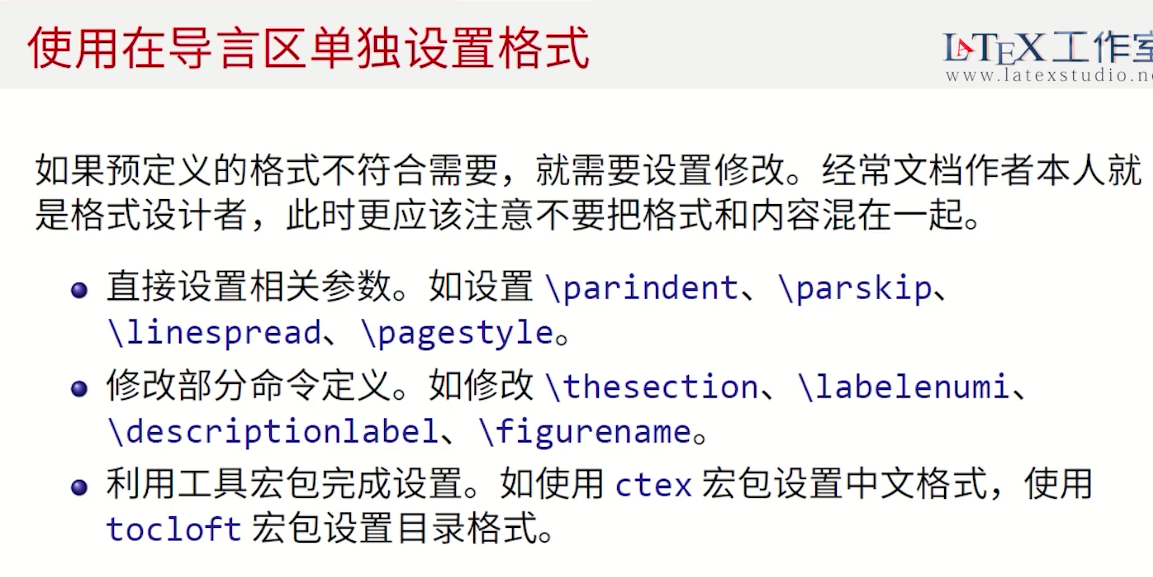 使用在导言区单独设置格式
LATEX 工作室
www.latexstudio.ne
如果预定义的格式不符合需要，就需要设置修改。经常文档作者本人就
是格式设计者，此时更应该注意不要把格式和内容混在一起。
直接设置相关参数。如设置 \parindent、\parskip、
\linespread、\pagestyle。
修改部分命令定义。如修改 \thesection、\labelenumi、
\descriptionlabel、\figurename。
利用工具宏包完成设置。如使用 ctex 宏包设置中文格式，使用
tocloft 宏包设置目录格式。